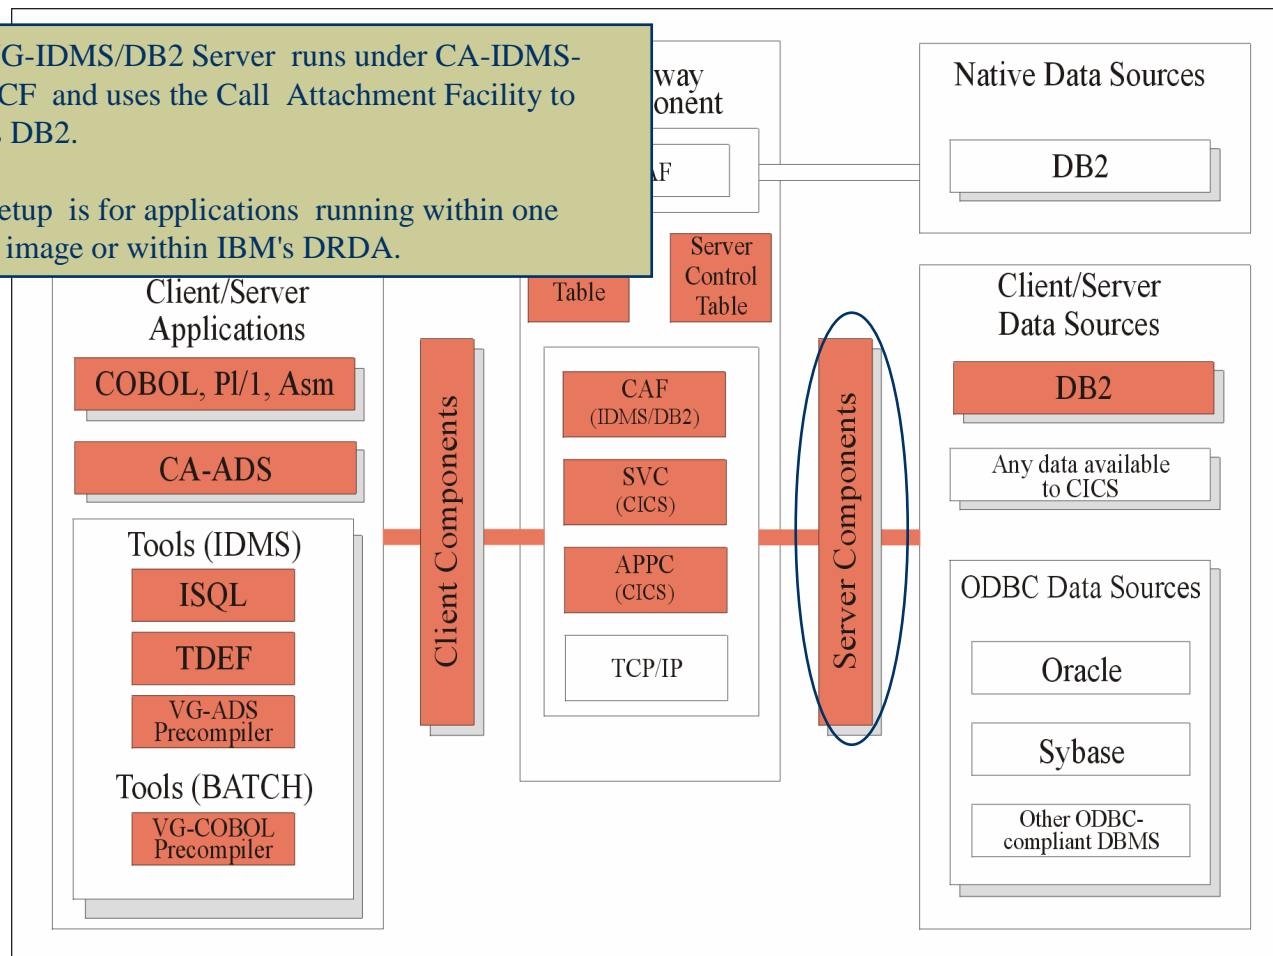 G-IDMS/DB2 Server runs under CA-IDMS-
CF and uses the Call Attachment Facility to
DB2.
etup is for applications running within one
image or within IBM's DRDA.
way
onent
AF
Table
Server
Control
Table
Native Data Sources
DB2
Client/Server
Applications
COBOL, Pl/1, Asm
CA-ADS
Tools (IDMS)
ISQL
TDEF
VG-ADS
Precompiler
Tools (BATCH)
VG-COBOL
Precompiler
Client Components
CAF
(IDMS/DB2)
SVC
(CICS)
APPC
(CICS)
TCP/IP
Server Components
Client/Server
Data Sources
DB2
Any data available
to CICS
ODBC Data Sources
Oracle
Sybase
Other ODBC-
compliant DBMS